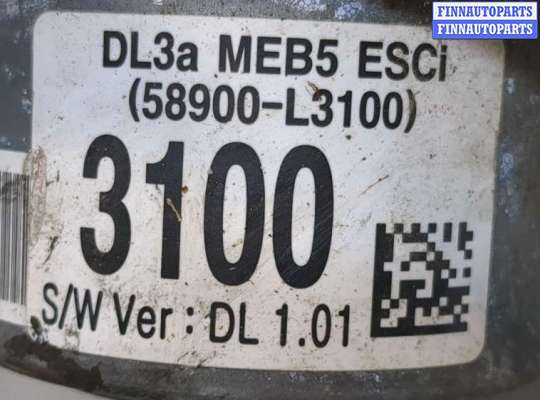 FINNAUTOPARTS
FINNAUTOPARTS
DL3a MEB5 ESCi
(58900-L3100)
3100
S/W Ver : DL 1.01